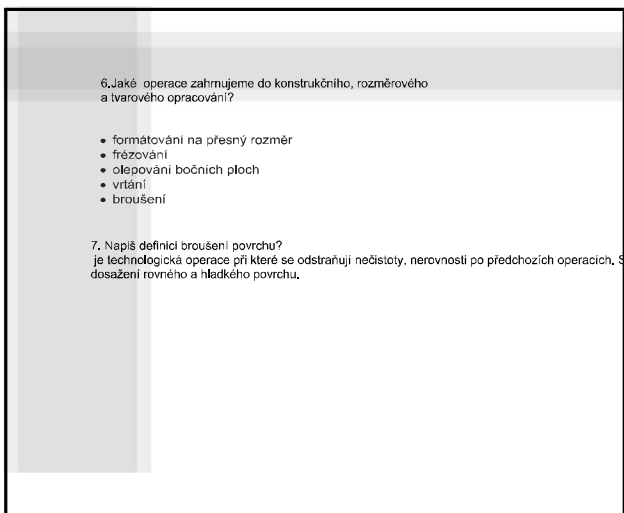 6.Jaké operace zahrnujeme do konstrukčního, rozměrového
a tvarového opracování?
• formátování na přesný rozměr
• frézování
• olepování bočních ploch
• vrtání
• broušení
7. Napiš definici broušení povrchu?
je technologická operace při které se odstraňují nečistoty, nerovnosti po předchozích operacích.
dosažení rovného a hladkého povrchu.